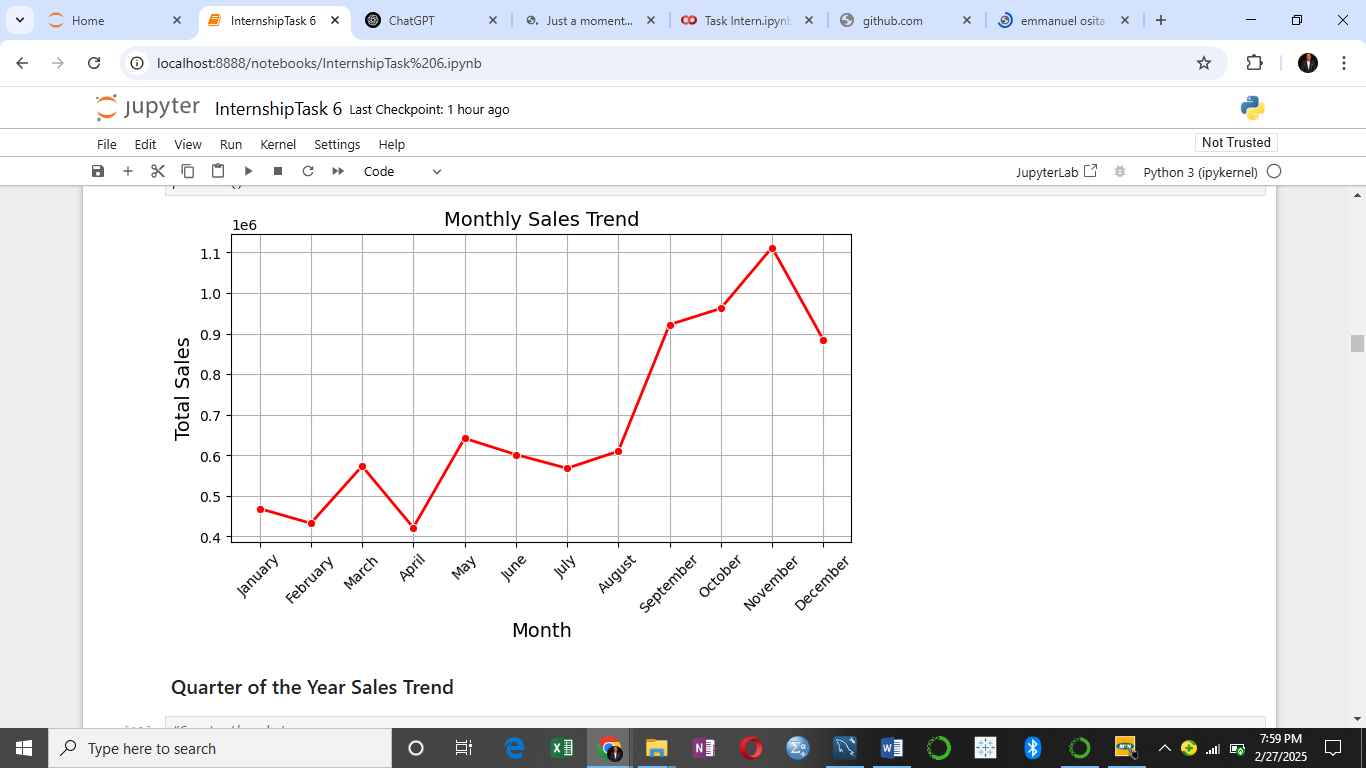 Home
InternshipTask 6
ChatGPT
Just a moment...
Task Intern.ipynb
github.com
emmanuel osita
localhost:8888/notebooks/InternshipTask%206.ipynb
jupyter InternshipTask 6 Last Checkpoint: 1 hour ago
File Edit View Run Kernel Settings Help
Not Trusted
Code
JupyterLab
Python 3 (ipykernel)
Monthly Sales Trend
1e6
1.1
1.0
0.9
0.8
0.7
0.6
0.5
0.4
Total Sales
January February March April May June July August September October November December
Month
Quarter of the Year Sales Trend
Type here to search
7:59 PM
2/27/2025